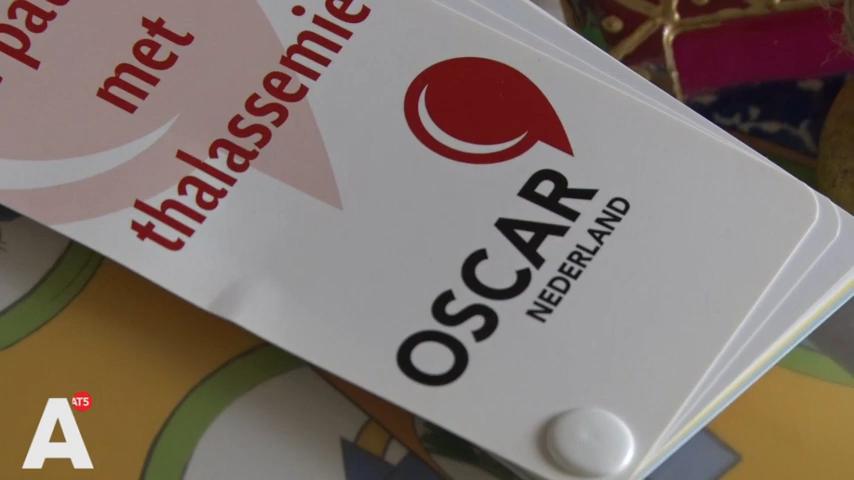 met
thalassemie
OSCAR
NEDERLAND
A
AT5